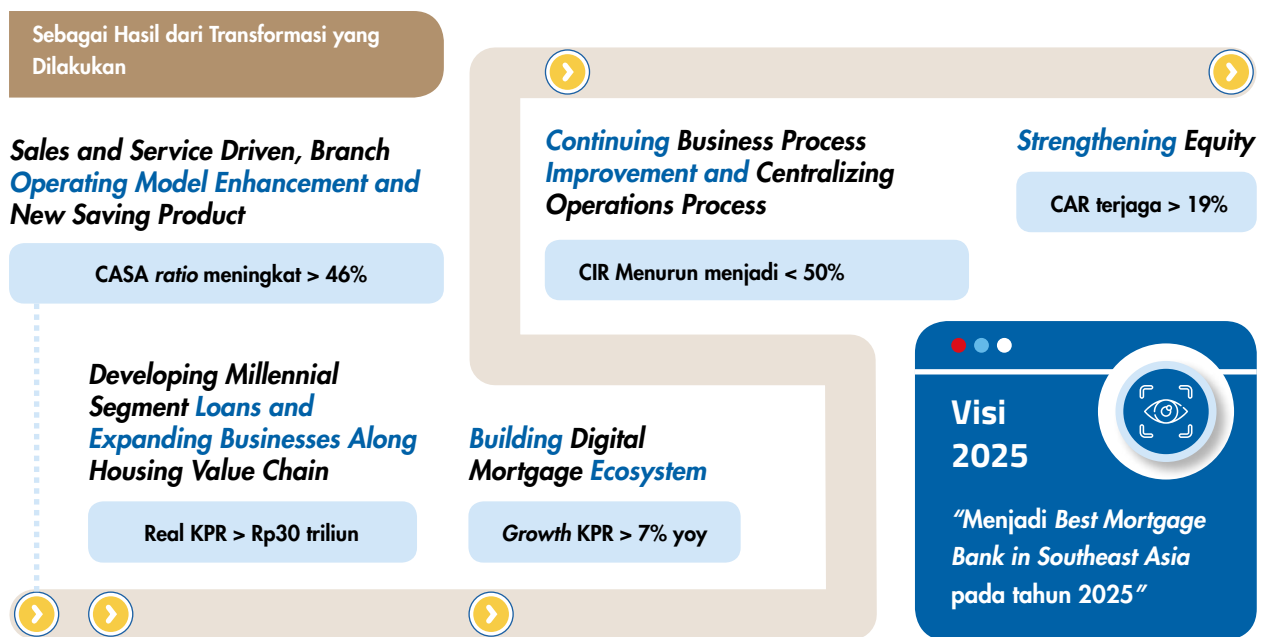 Sebagai Hasil dari Transformasi yang
Dilakukan
Sales and Service Driven, Branch
Operating Model Enhancement and
New Saving Product
CASA ratio meningkat > 46%
Developing Millennial
Segment Loans and
Expanding Businesses Along
Housing Value Chain
Real KPR > Rp30 triliun
Building Digital
Mortgage Ecosystem
Growth KPR > 7% yoy
Continuing Business Process
Improvement and Centralizing
Operations Process
CIR Menurun menjadi < 50%
Strengthening Equity
CAR terjaga > 19%
Visi
2025
"Menjadi Best Mortgage
Bank in Southeast Asia
pada tahun 2025"